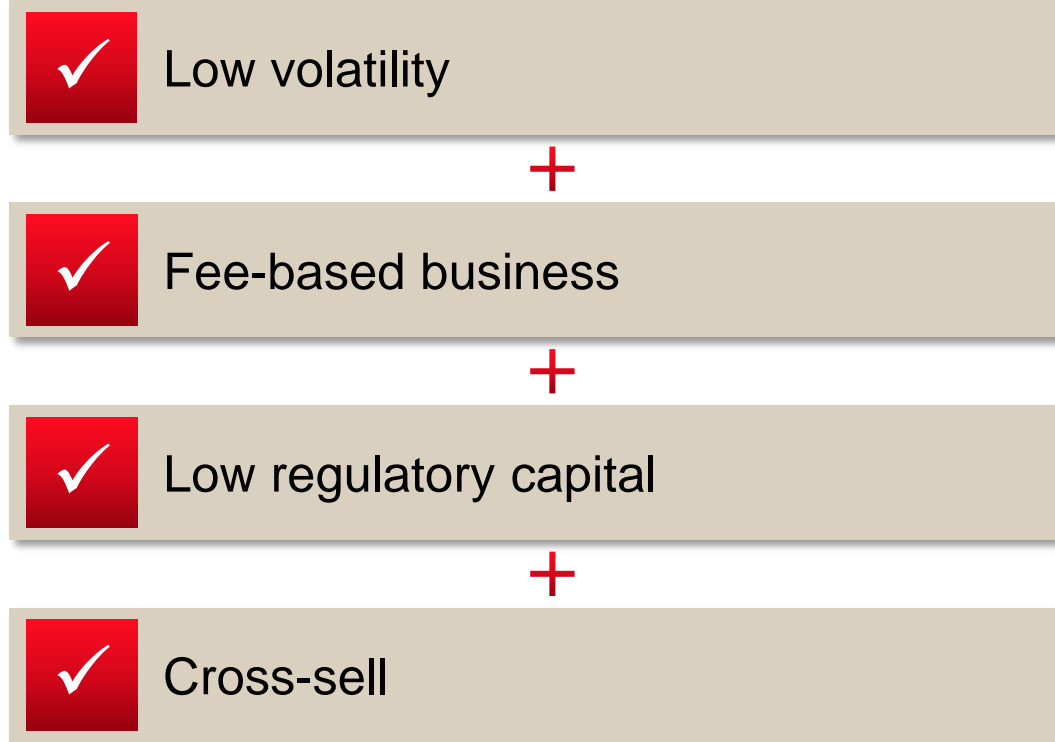 ✓ Low volatility
+
✓ Fee-based business
+
✓ Low regulatory capital
+
✓ Cross-sell